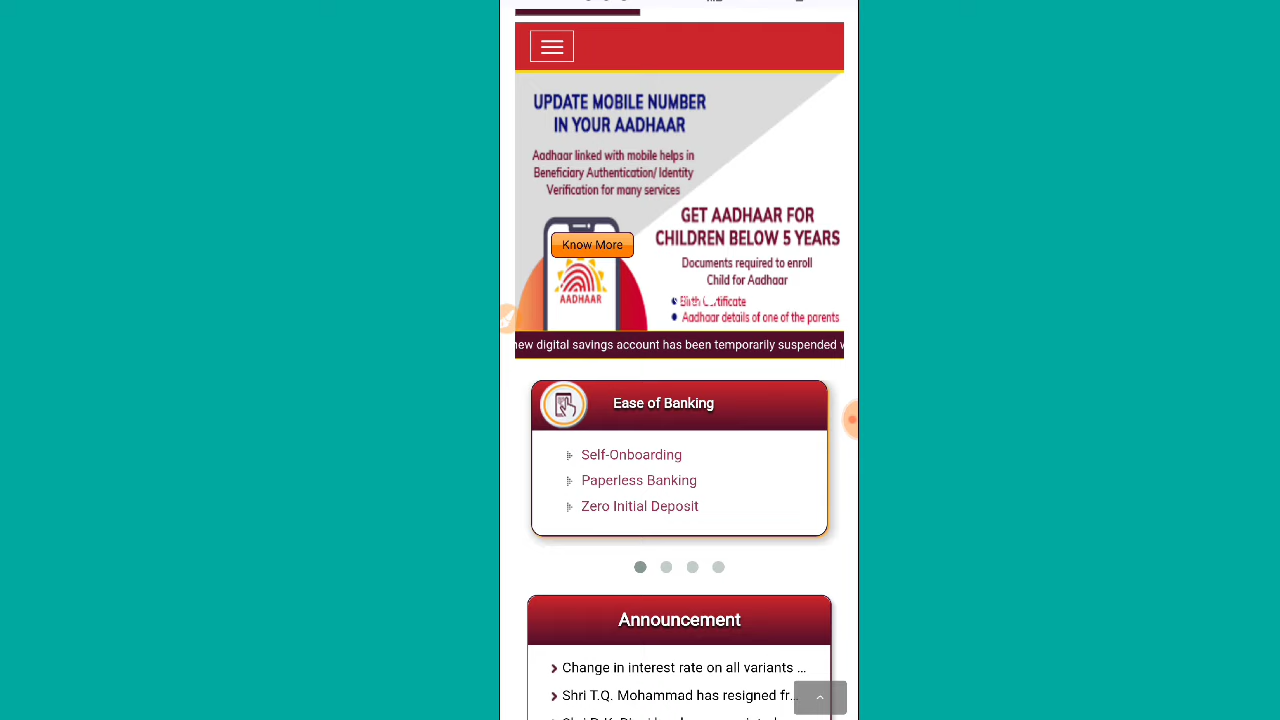 UPDATE MOBILE NUMBER
IN YOUR AADHAAR
Aadhaar linked with mobile helps in
Beneficiary Authentication/ Identity
Verification for many services
GET AADHAAR FOR
CHILDREN BELOW 5 YEARS
Know More
Documents required to enroll
Child for Aadhaar
AADHAAR
Birth Certificate
Aadhaar details of one of the parents
new digital savings account has been temporarily suspended
Ease of Banking
Self-Onboarding
Paperless Banking
Zero Initial Deposit
Announcement
Change in interest rate on all variants ...
Shri T.Q. Mohammad has resigned fr...